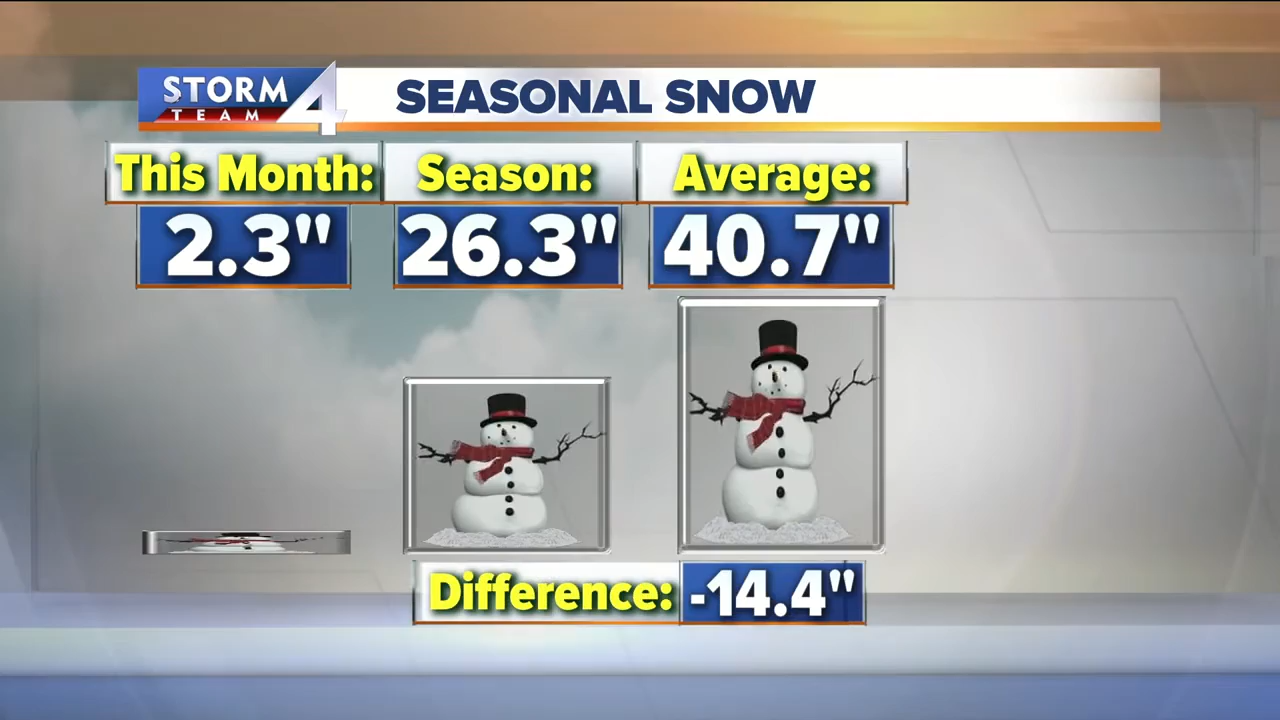 STORM TEAM 4
SEASONAL SNOW
This Month: Season: Average:
2.3" 26.3" 40.7"
Difference: -14.4"